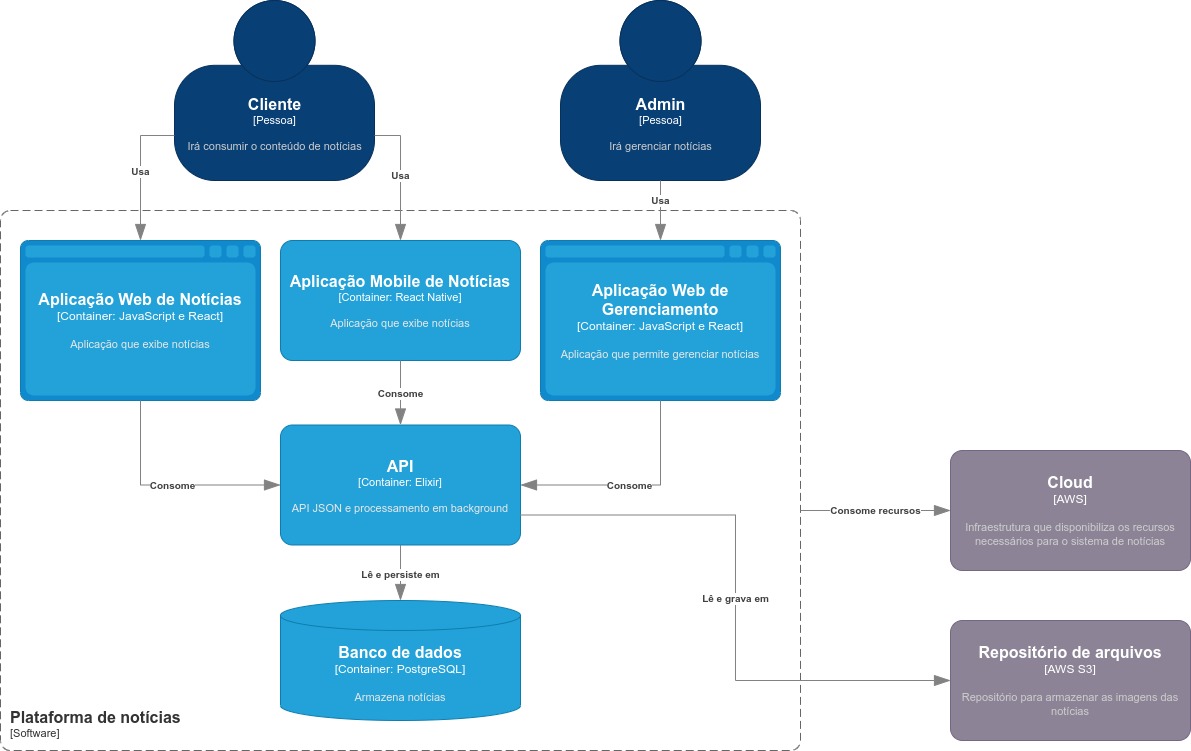 Cliente
[Pessoa]
Irá consumir o conteúdo de notícias
Admin
[Pessoa]
Irá gerenciar notícias
Usa
Usa
Usa
Aplicação Web de Notícias
[Container: JavaScript e React]
Aplicação que exibe notícias
Aplicação Mobile de Notícias
[Container: React Native]
Aplicação que exibe notícias
Aplicação Web de
Gerenciamento
[Container: JavaScript e React]
Aplicação que permite gerenciar notícias
Consome
Consome
Consome
API
[Container: Elixir]
API JSON e processamento em background
Consome recursos
Cloud
[AWS]
Infraestrutura que disponibiliza os recursos
necessários para o sistema de notícias
Lê e persiste em
Lê e grava em
Banco de dados
[Container: PostgreSQL]
Armazena notícias
Repositório de arquivos
[AWS S3]
Repositório para armazenar as imagens das
notícias
Plataforma de notícias
[Software]